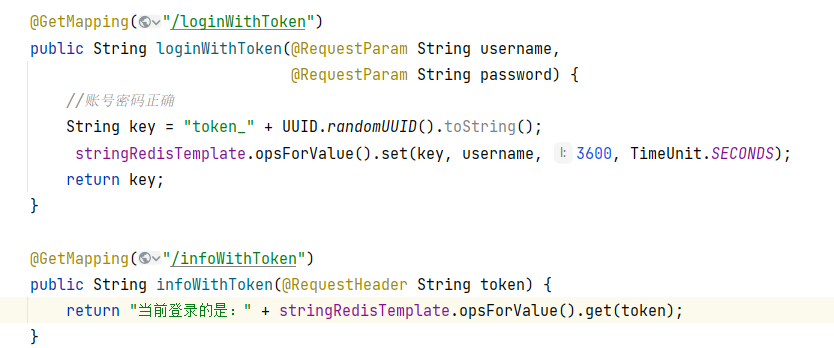 @GetMapping("/loginWithToken")
public String loginWithToken(@RequestParam String username,
@RequestParam String password) {
//账号密码正确
String key = "token_" + UUID.randomUUID().toString();
stringRedisTemplate.opsForValue().set(key, username, l: 3600, TimeUnit.SECONDS);
return key;
}
@GetMapping("/infoWithToken")
public String infoWithToken(@RequestHeader String token) {
return "当前登录的是：" + stringRedisTemplate.opsForValue().get(token);
}